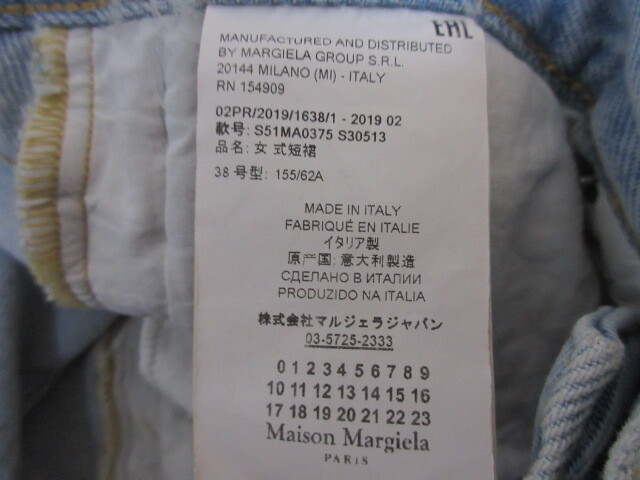 EAC
MANUFACTURED AND DISTRIBUTED
BY MARGIELA GROUP S.R.L.
20144 MILANO (MI) - ITALY
RN 154909
02PR/2019/1638/1 - 2019 02
款号: S51MA0375 S30513
品名: 女 式短裙
38 号型: 155/62A
MADE IN ITALY
FABRIQUÉ EN ITALIE
イタリア製
原产国: 意大利製造
СДЕЛАНО В ИТАЛИИ
PRODUZIDO NA ITALIA
株式会社マルジェラジャパン
03-5725-2333
0 1 2 3 4 5 6 7 8 9
10 11 12 13 14 15 16
17 18 19 20 21 22 23
Maison Margiela
PARIS